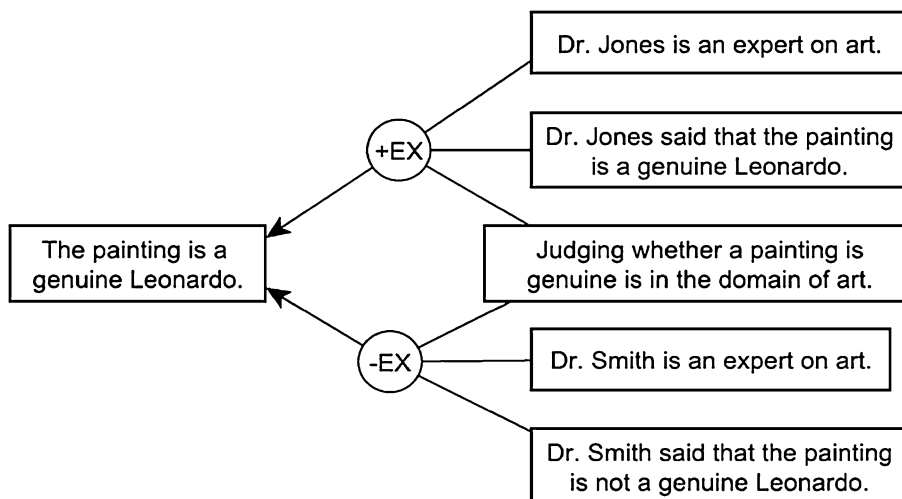 Dr. Jones is an expert on art.
+EX
Dr. Jones said that the painting
is a genuine Leonardo.
The painting is a
genuine Leonardo.
Judging whether a painting is
genuine is in the domain of art.
-EX
Dr. Smith is an expert on art.
Dr. Smith said that the painting
is not a genuine Leonardo.